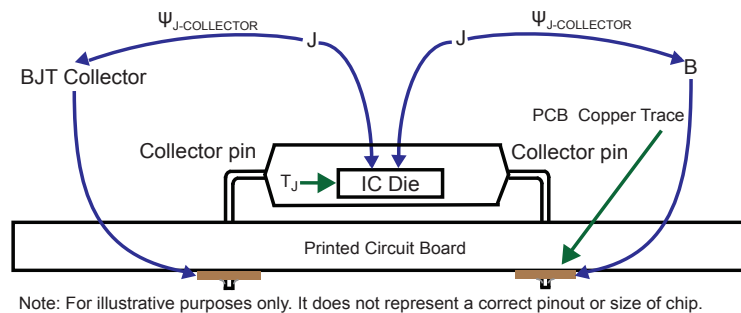 ΨJ-COLLECTOR
ΨJ-COLLECTOR
J
J
BJT Collector
B
PCB Copper Trace
Collector pin
Collector pin
TJ
IC Die
Printed Circuit Board
Note: For illustrative purposes only. It does not represent a correct pinout or size of chip.